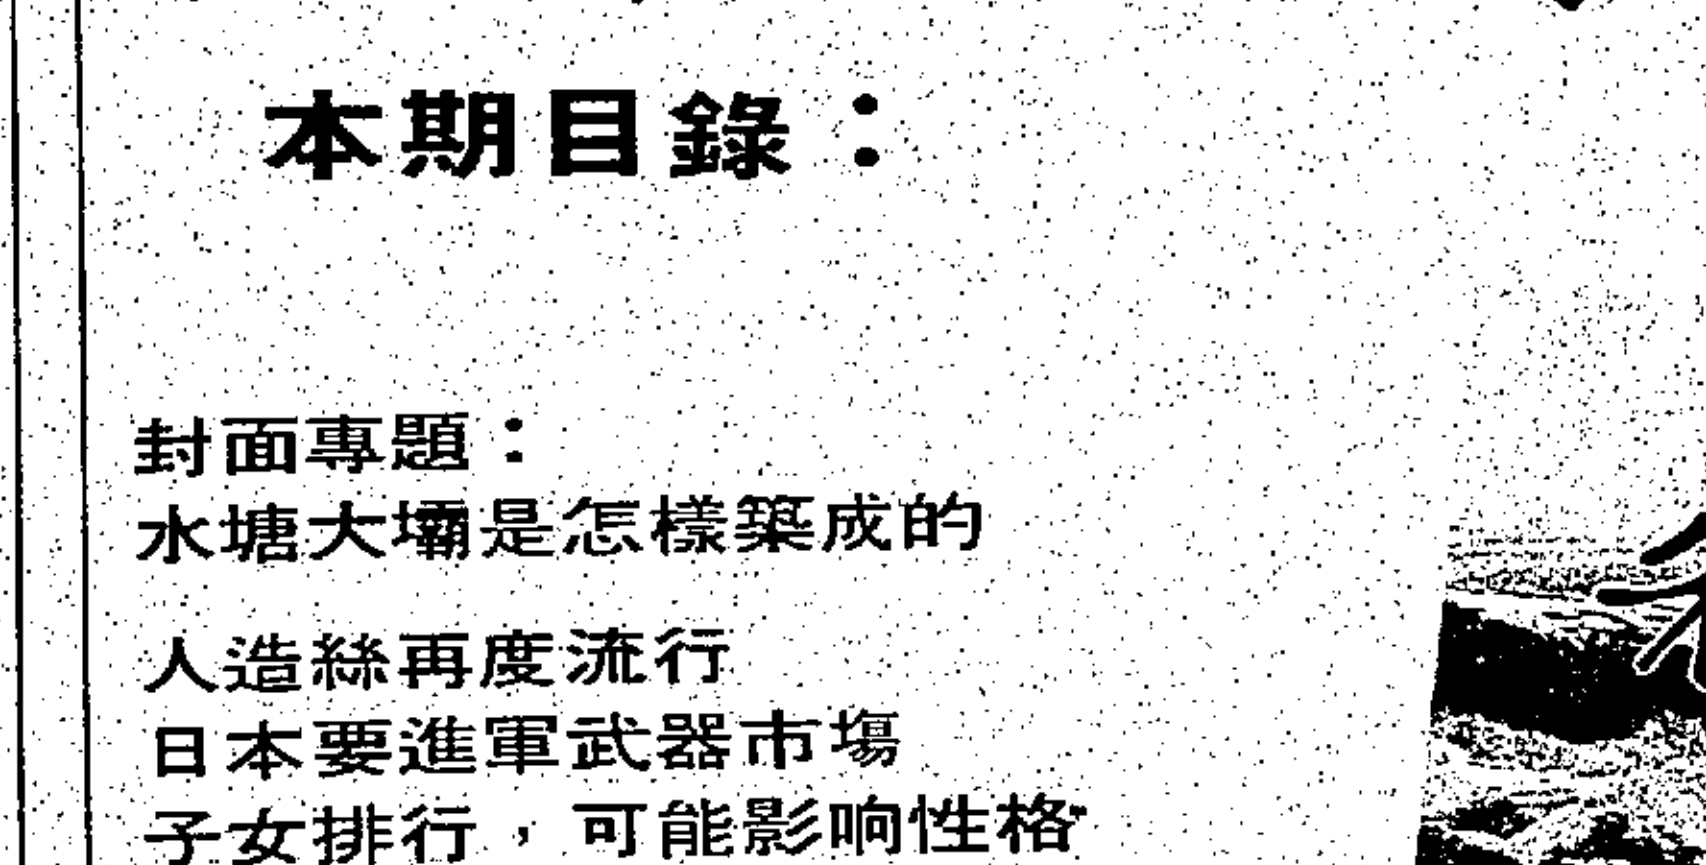 本期目錄：
封面專題：
水塘大壩是怎樣築成的
人造絲再度流行
日本要進軍武器市場
子女排行，可能影响性格